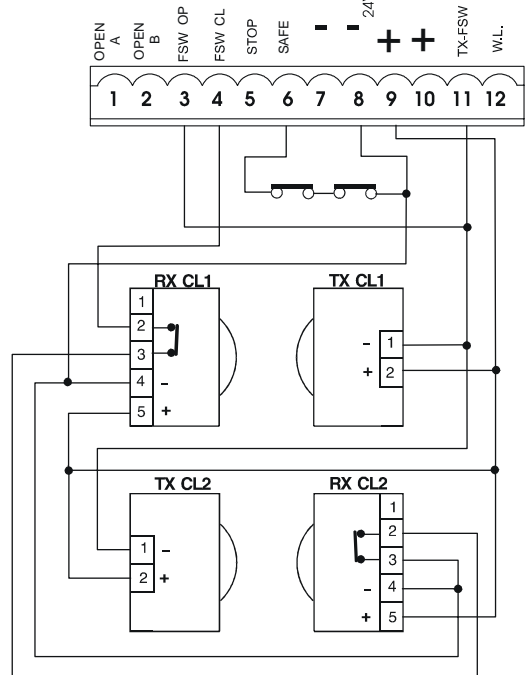 OPEN A
OPEN B
FSW OP
FSW CL
STOP
SAFE
-
- 24
+
+
TX-FSW
W.L.
1 2 3 4 5 6 7 8 9 10 11 12
RX CL1
1
2
3
4 -
5 +
TX CL1
- 1
+ 2
TX CL2
1 -
2 +
RX CL2
1
2
3
- 4
+ 5